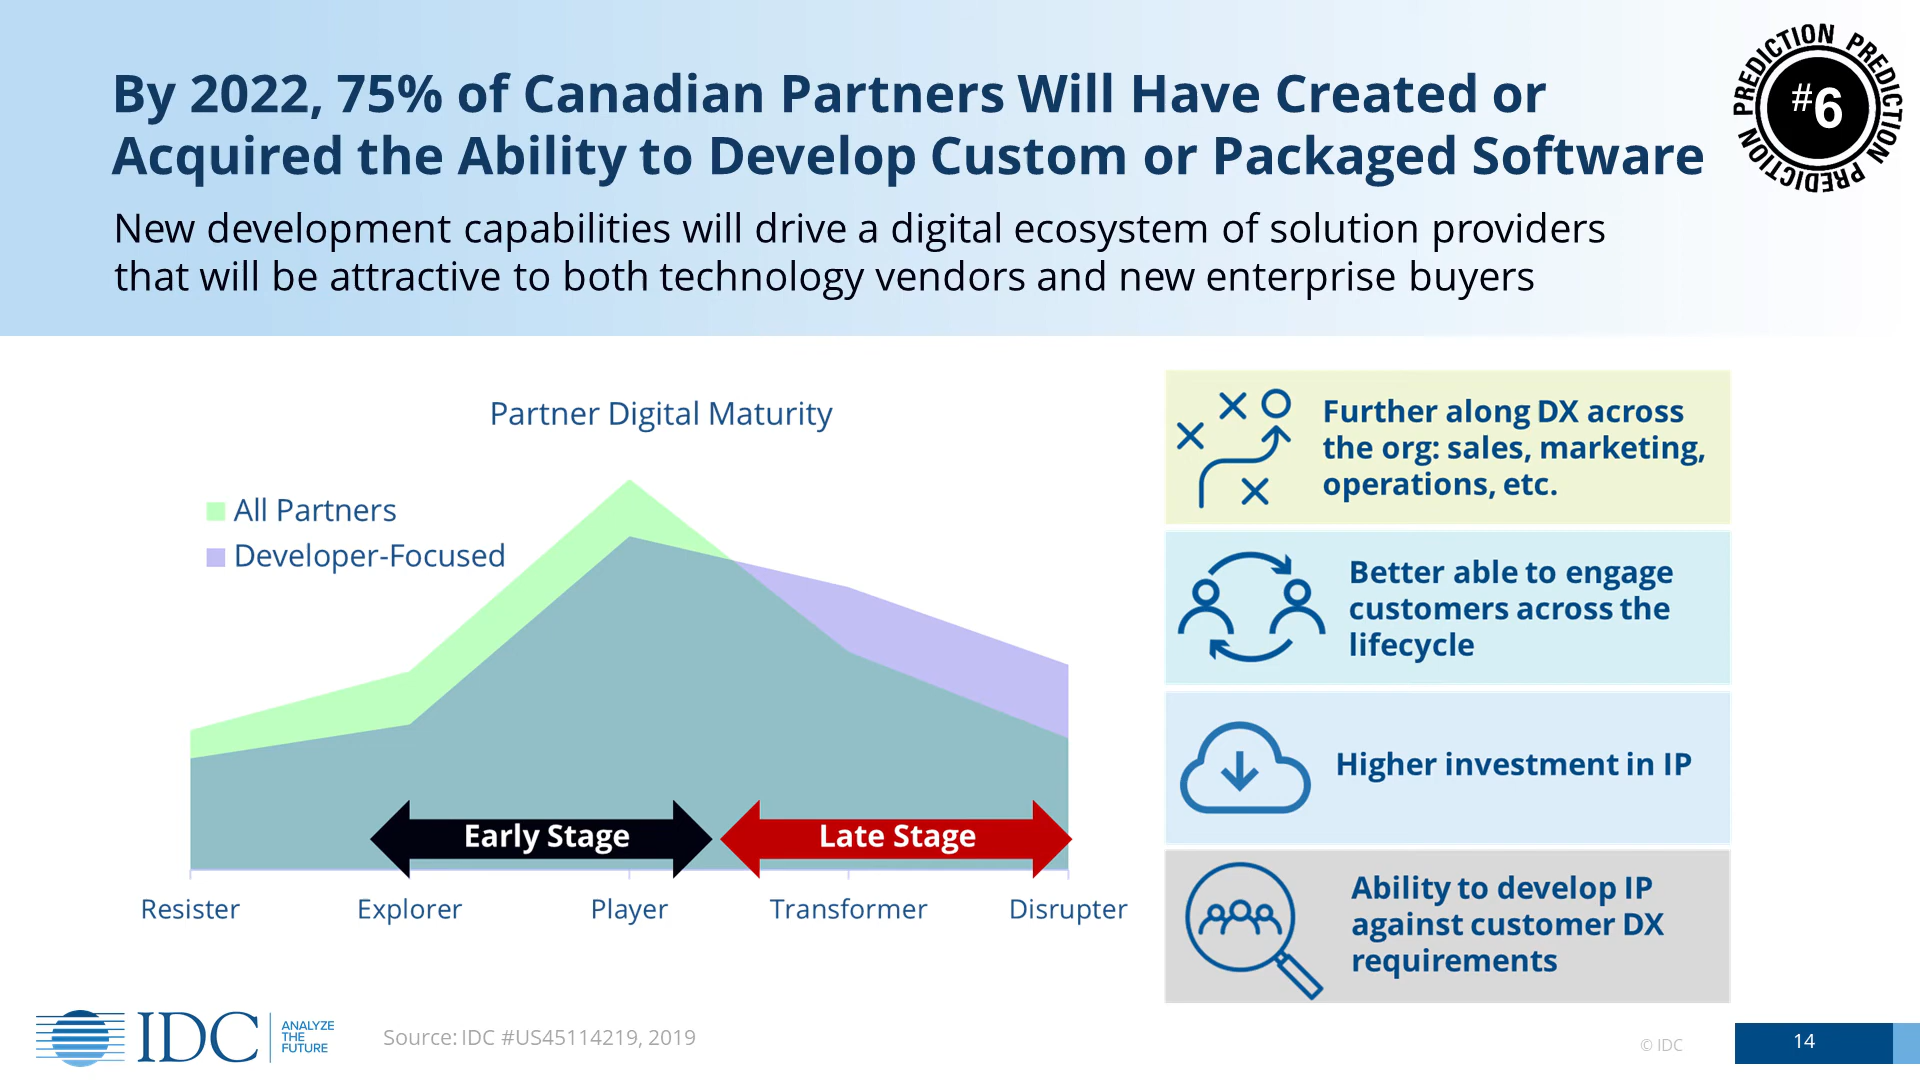 By 2022, 75% of Canadian Partners Will Have Created or
Acquired the Ability to Develop Custom or Packaged Software
New development capabilities will drive a digital ecosystem of solution providers
that will be attractive to both technology vendors and new enterprise buyers
PREDICTION PREDICTION PREDICTION
#6
Partner Digital Maturity
All Partners
Developer-Focused
Early Stage
Late Stage
Resister
Explorer
Player
Transformer
Disrupter
Further along DX across
the org: sales, marketing,
operations, etc.
Better able to engage
customers across the
lifecycle
Higher investment in IP
Ability to develop IP
against customer DX
requirements
IDC
ANALYZE
THE
FUTURE
Source: IDC #US45114219, 2019
© IDC
14